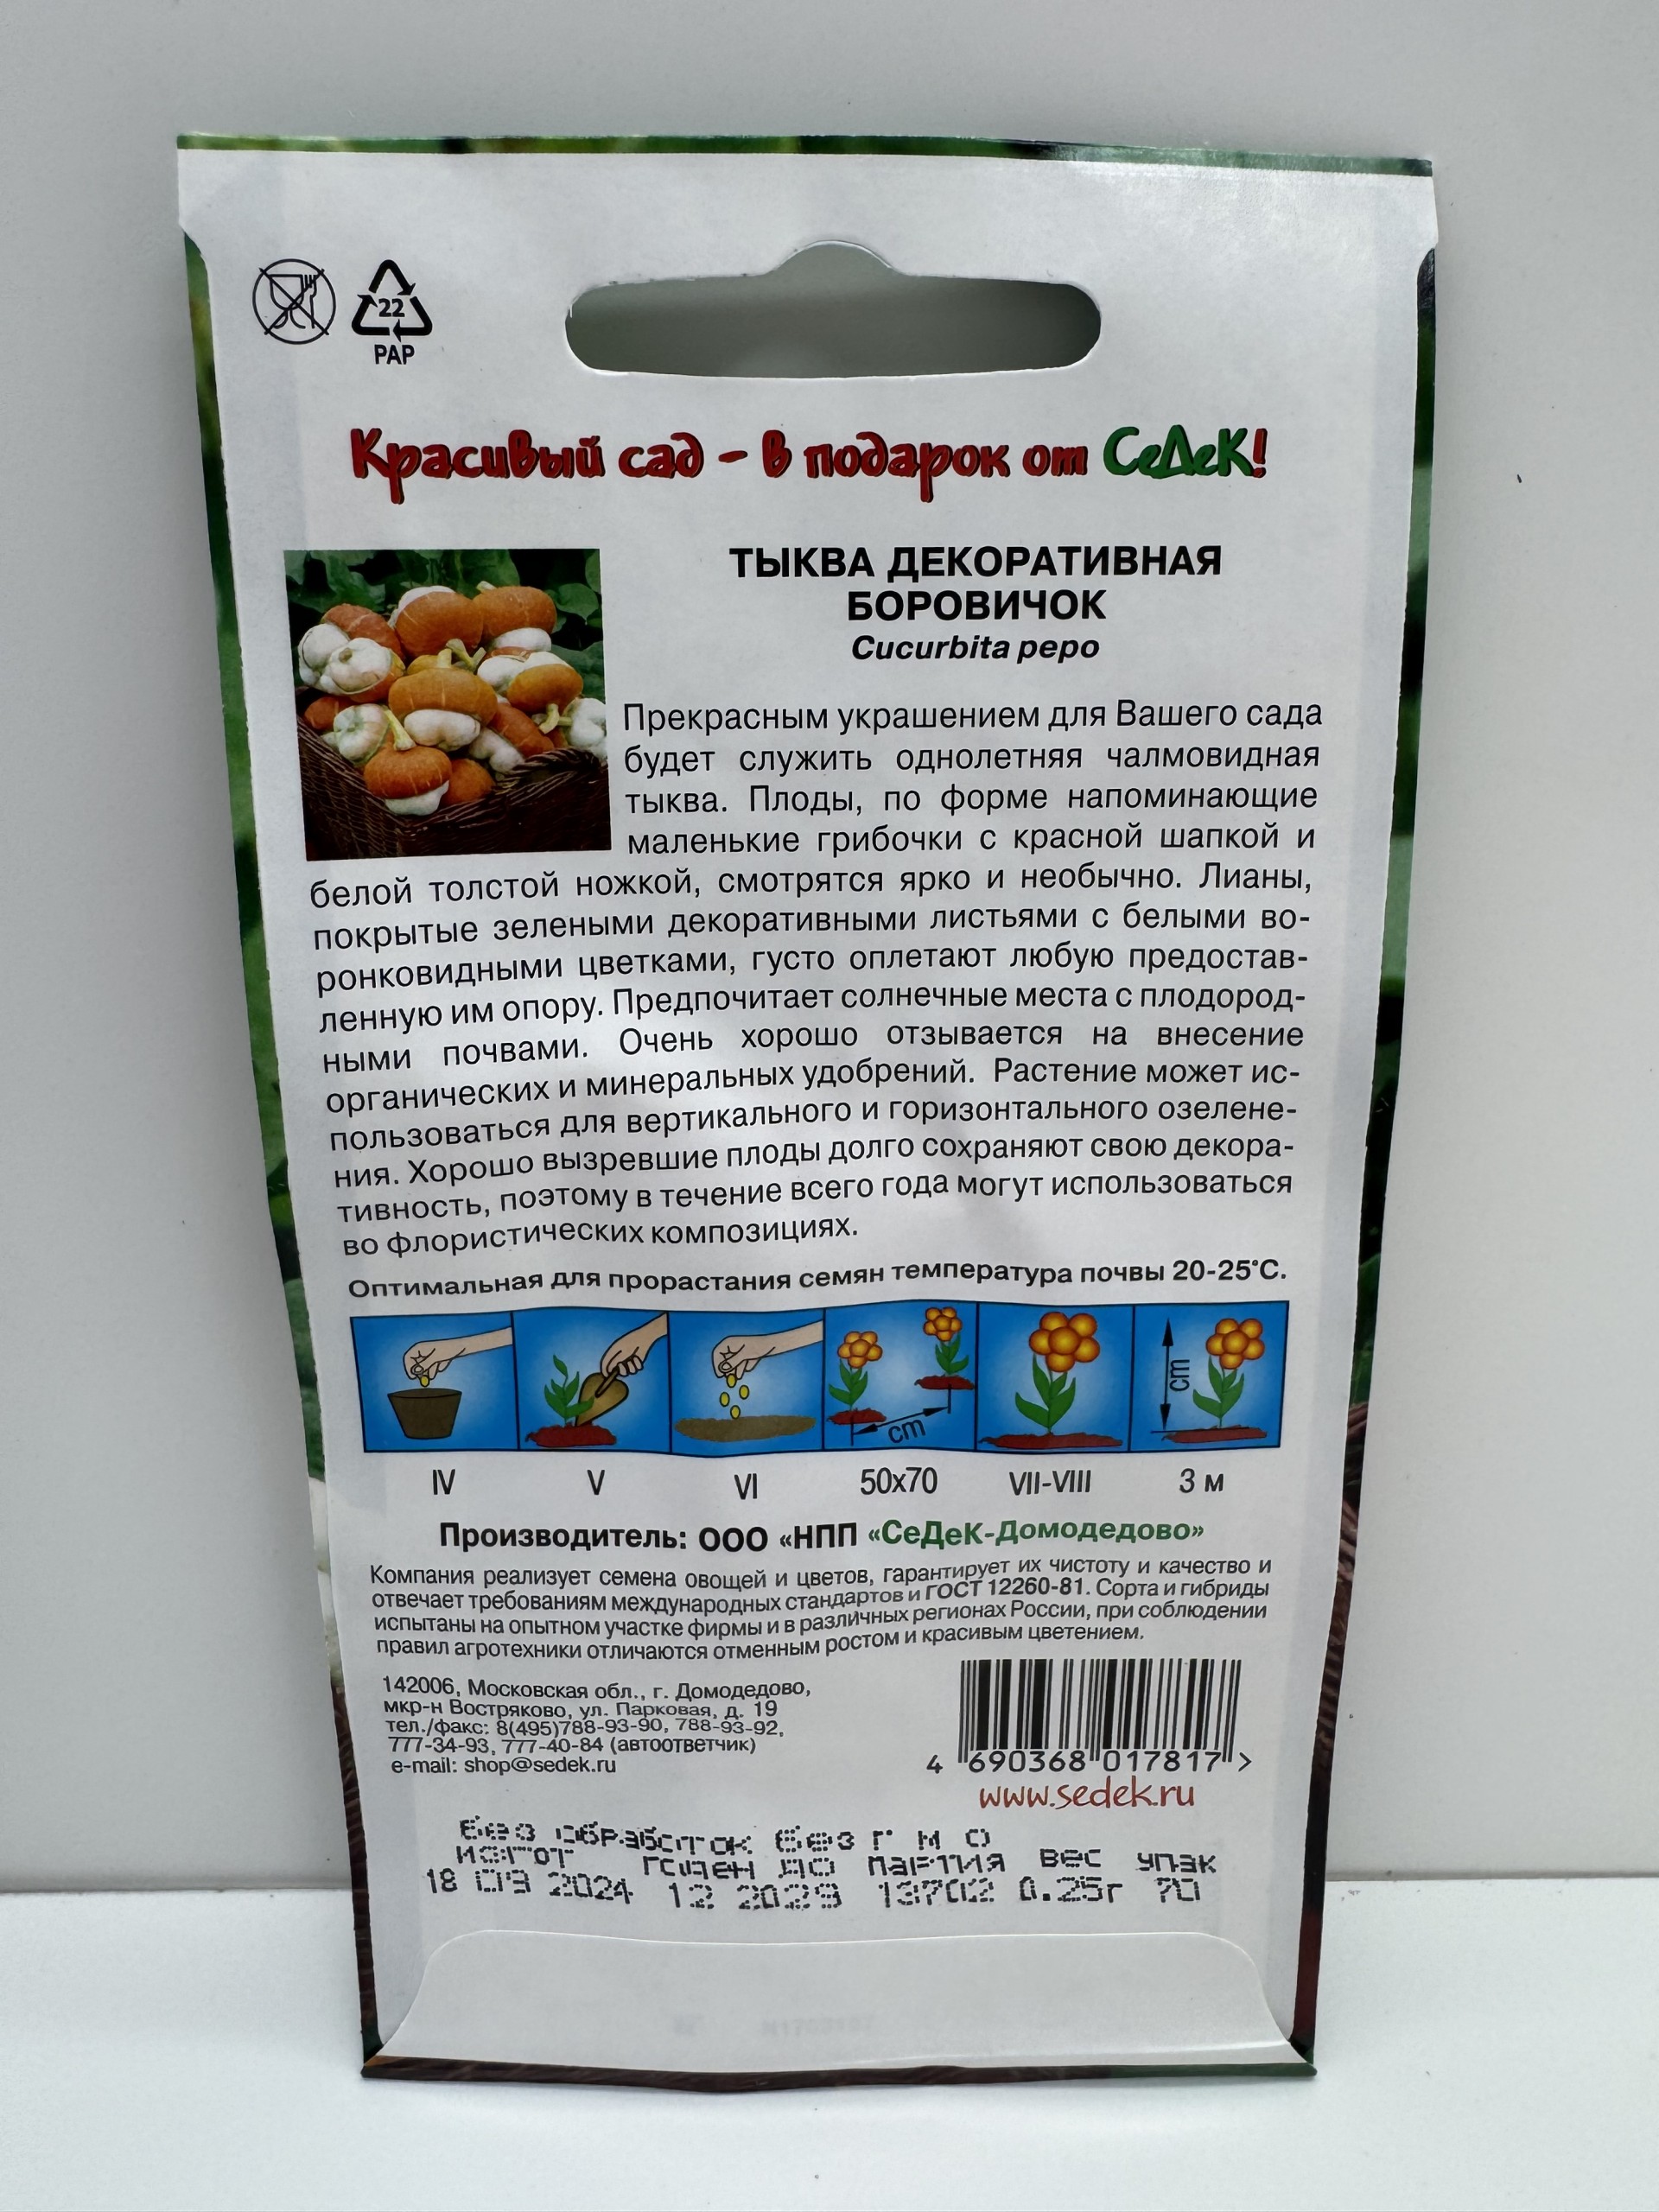 22
PAP
Красивый сад - в подарок от СеДеК!
ТЫКВА ДЕКОРАТИВНАЯ
БОРОВИЧОК
Cucurbita pepo
Прекрасным украшением для Вашего сада
будет служить однолетняя чалмовидная
тыква. Плоды, по форме напоминающие
маленькие грибочки с красной шапкой и
белой толстой ножкой, смотрятся ярко и необычно. Лианы,
покрытые зелеными декоративными листьями с белыми во-
ронковидными цветками, густо оплетают любую предостав-
ленную им опору. Предпочитает солнечные места с плодород-
ными почвами. Очень хорошо отзывается на внесение
органических и минеральных удобрений. Растение может ис-
пользоваться для вертикального и горизонтального озелене-
ния. Хорошо вызревшие плоды долго сохраняют свою декора-
тивность, поэтому в течение всего года могут использоваться
во флористических композициях.
Оптимальная для прорастания семян температура почвы 20-25°С.
cm cm
IV V VI 50x70 VII-VIII 3 м
Производитель: ООО «НПП «СеДеК-Домодедово»
Компания реализует семена овощей и цветов, гарантирует их чистоту и качество и
отвечает требованиям международных стандартов и ГОСТ 12260-81. Сорта и гибриды
испытаны на опытном участке фирмы и в различных регионах России, при соблюдении
правил агротехники отличаются отменным ростом и красивым цветением.
142006, Московская обл., г. Домодедово,
мкр-н Востряково, ул. Парковая, д. 19
тел./факс: 8(495)788-93-90, 788-93-92,
777-34-93, 777-40-84 (автоответчик)
e-mail: shop@sedek.ru
4 690368 017817 >
www.sedek.ru
Без обработок без г м о
изгот годен до партия вес упак
18 09 2024 12 2029 13702 0.25г 70